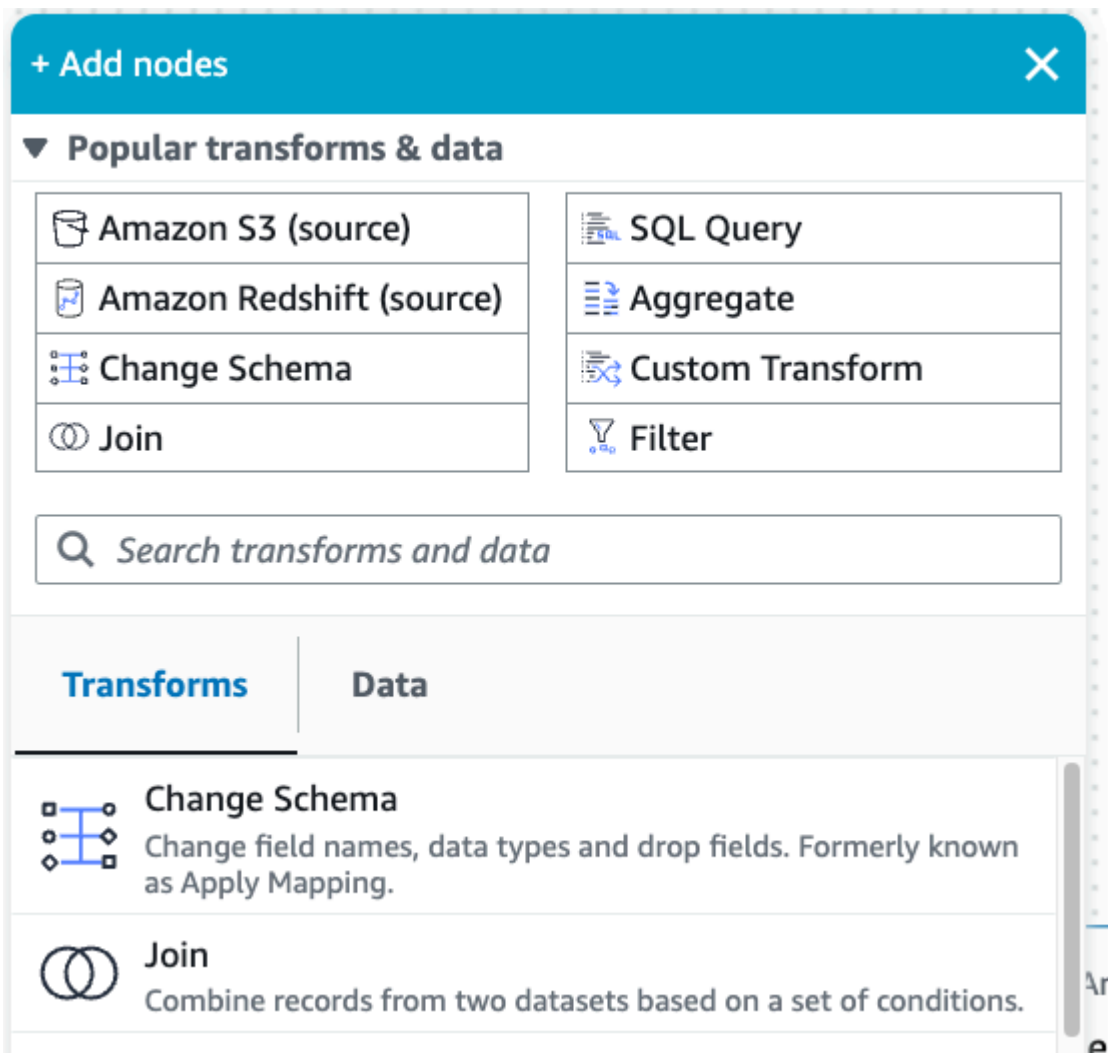 + Add nodes
Popular transforms & data
Amazon S3 (source)
SQL Query
Amazon Redshift (source)
Aggregate
Change Schema
Custom Transform
Join
Filter
Search transforms and data
Transforms
Data
Change Schema
Change field names, data types and drop fields. Formerly known
as Apply Mapping.
Join
Combine records from two datasets based on a set of conditions.